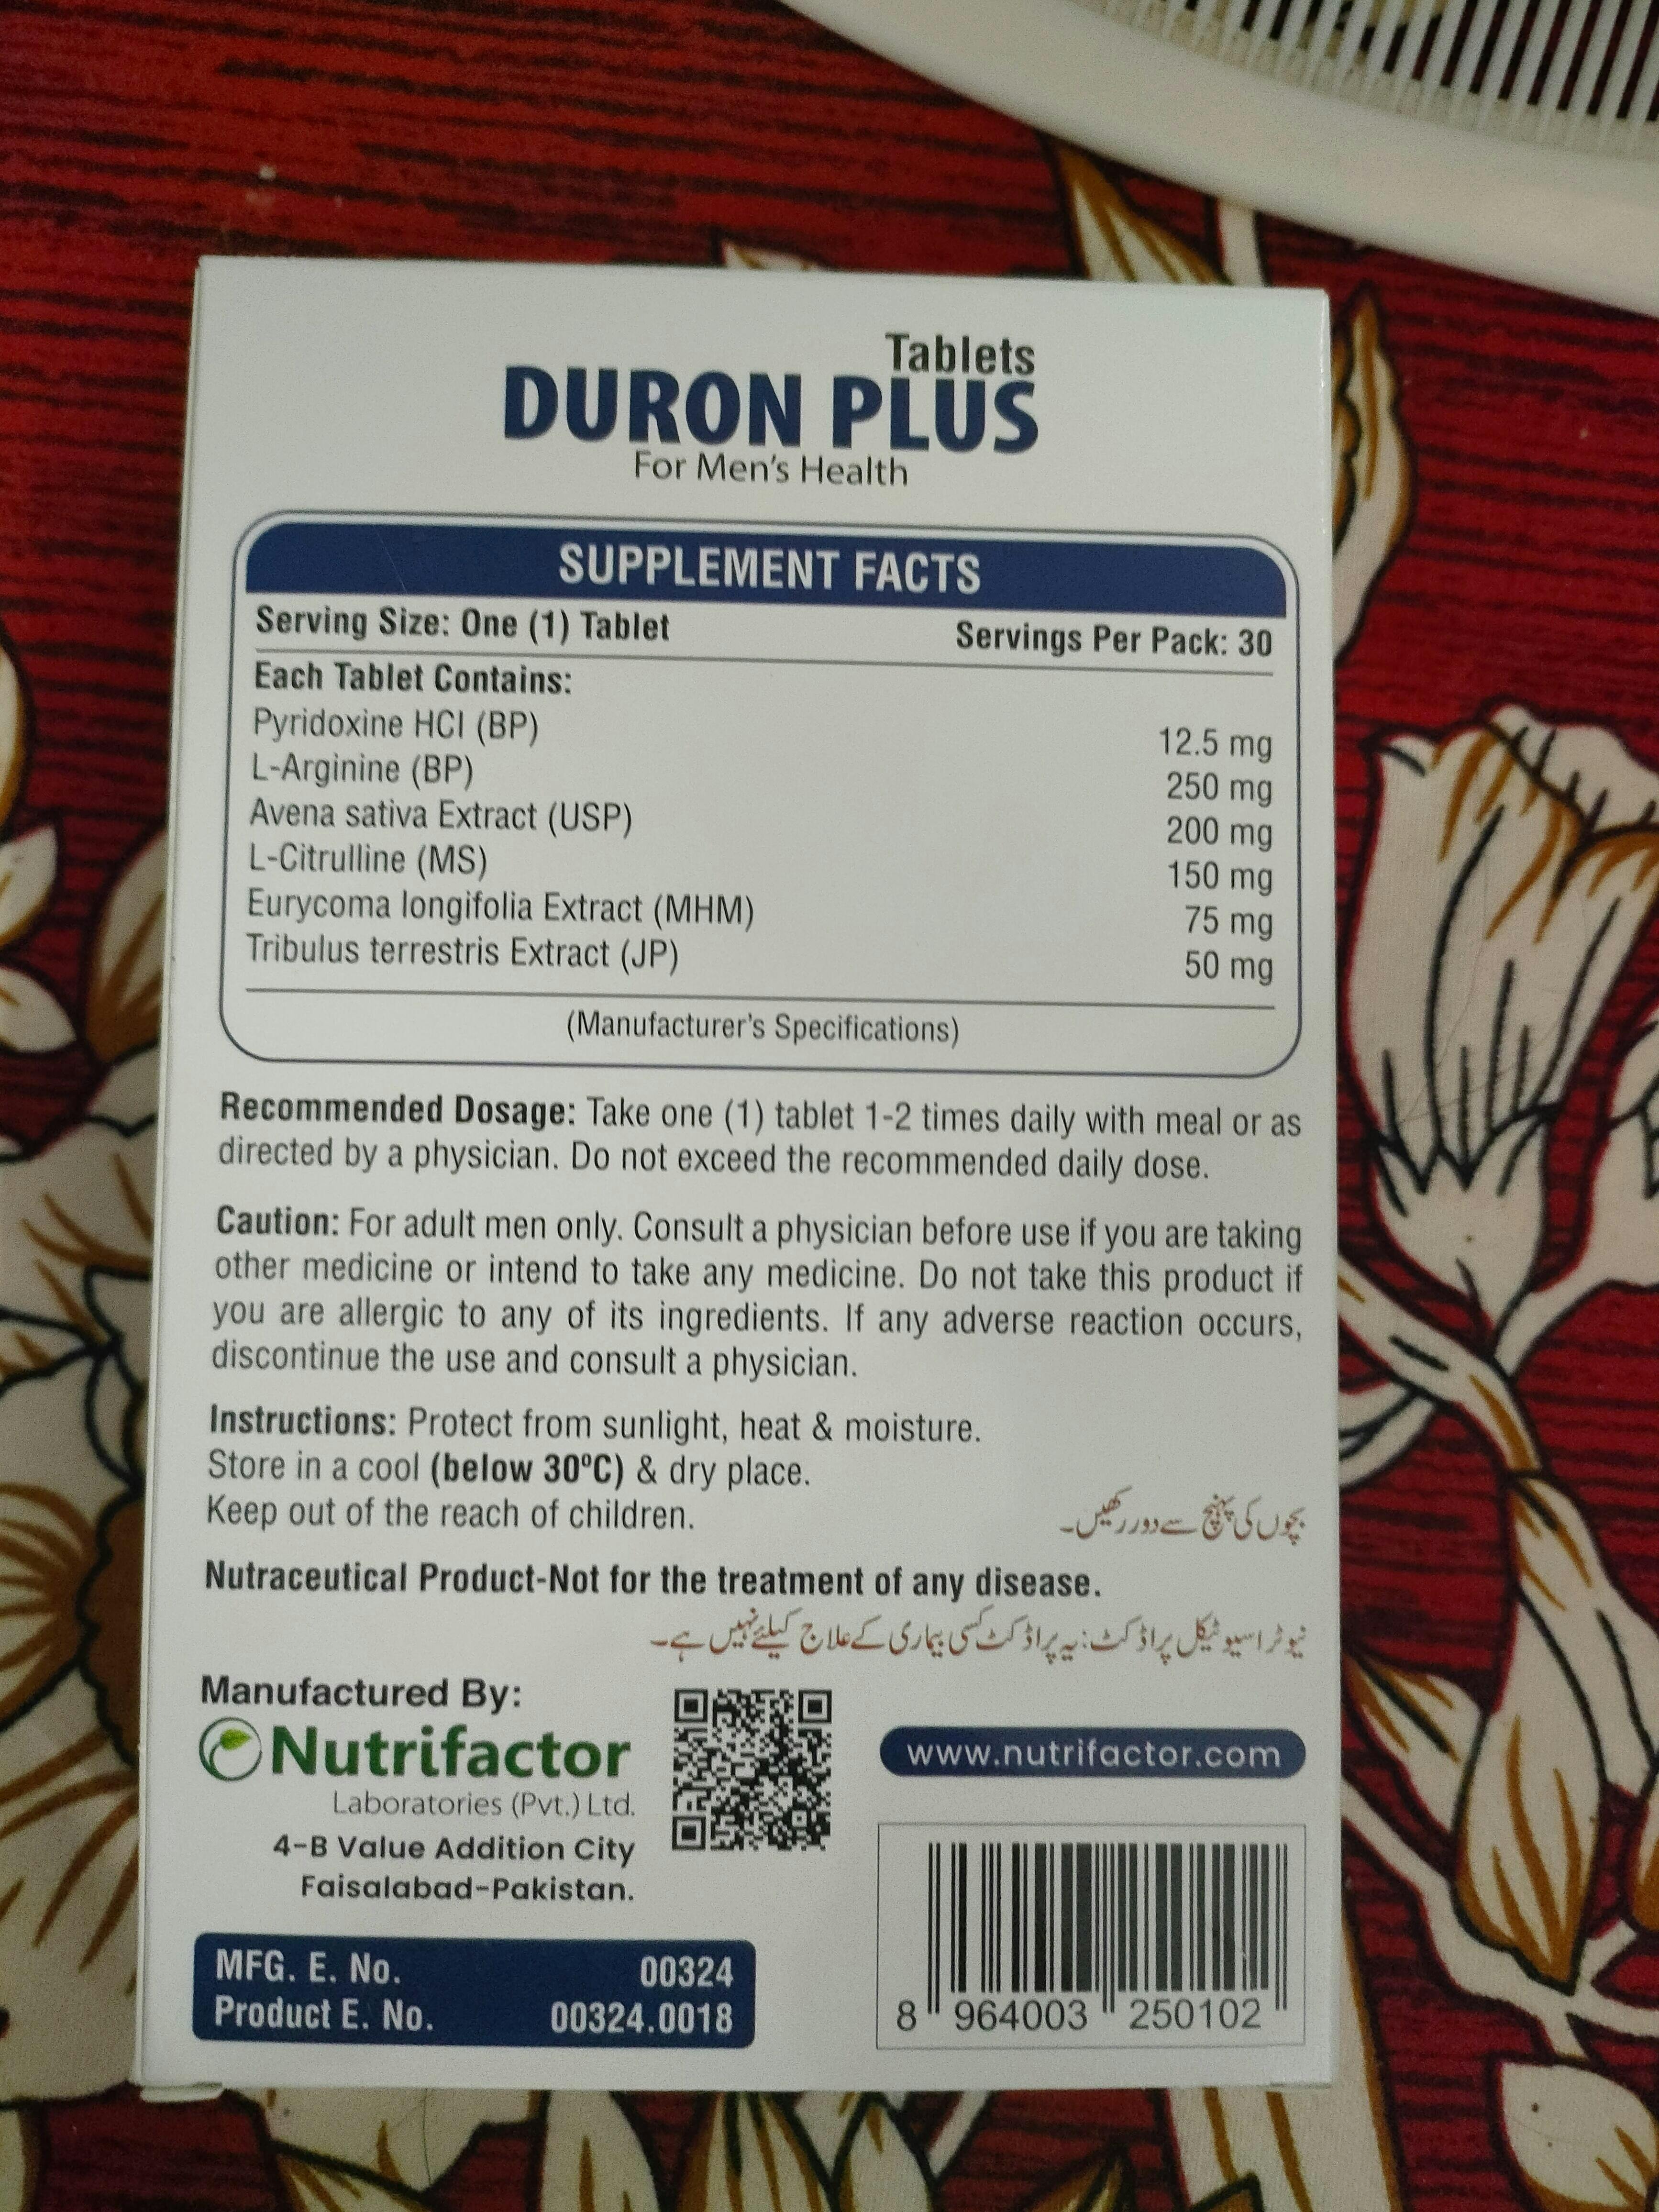 Tablets
DURON PLUS
For Men's Health
SUPPLEMENT FACTS
Serving Size: One (1) Tablet Servings Per Pack: 30
Each Tablet Contains:
Pyridoxine HCl (BP) 12.5 mg
L-Arginine (BP) 250 mg
Avena sativa Extract (USP) 200 mg
L-Citrulline (MS) 150 mg
Eurycoma longifolia Extract (MHM) 75 mg
Tribulus terrestris Extract (JP) 50 mg
(Manufacturer's Specifications)
Recommended Dosage: Take one (1) tablet 1-2 times daily with meal or as
directed by a physician. Do not exceed the recommended daily dose.
Caution: For adult men only. Consult a physician before use if you are taking
other medicine or intend to take any medicine. Do not take this product if
you are allergic to any of its ingredients. If any adverse reaction occurs,
discontinue the use and consult a physician.
Instructions: Protect from sunlight, heat & moisture.
Store in a cool (below 30ºC) & dry place.
Keep out of the reach of children.
بچوں کی پہنچ سے دور رکھیں۔
Nutraceutical Product-Not for the treatment of any disease.
نیوٹراسیوٹیکل پراڈکٹ: یہ پراڈکٹ کسی بیماری کے علاج کیلئے نہیں ہے۔
Manufactured By:
Nutrifactor
Laboratories (Pvt.) Ltd.
4-B Value Addition City
Faisalabad-Pakistan.
www.nutrifactor.com
MFG. E. No. 00324
Product E. No. 00324.0018
8 964003 250102